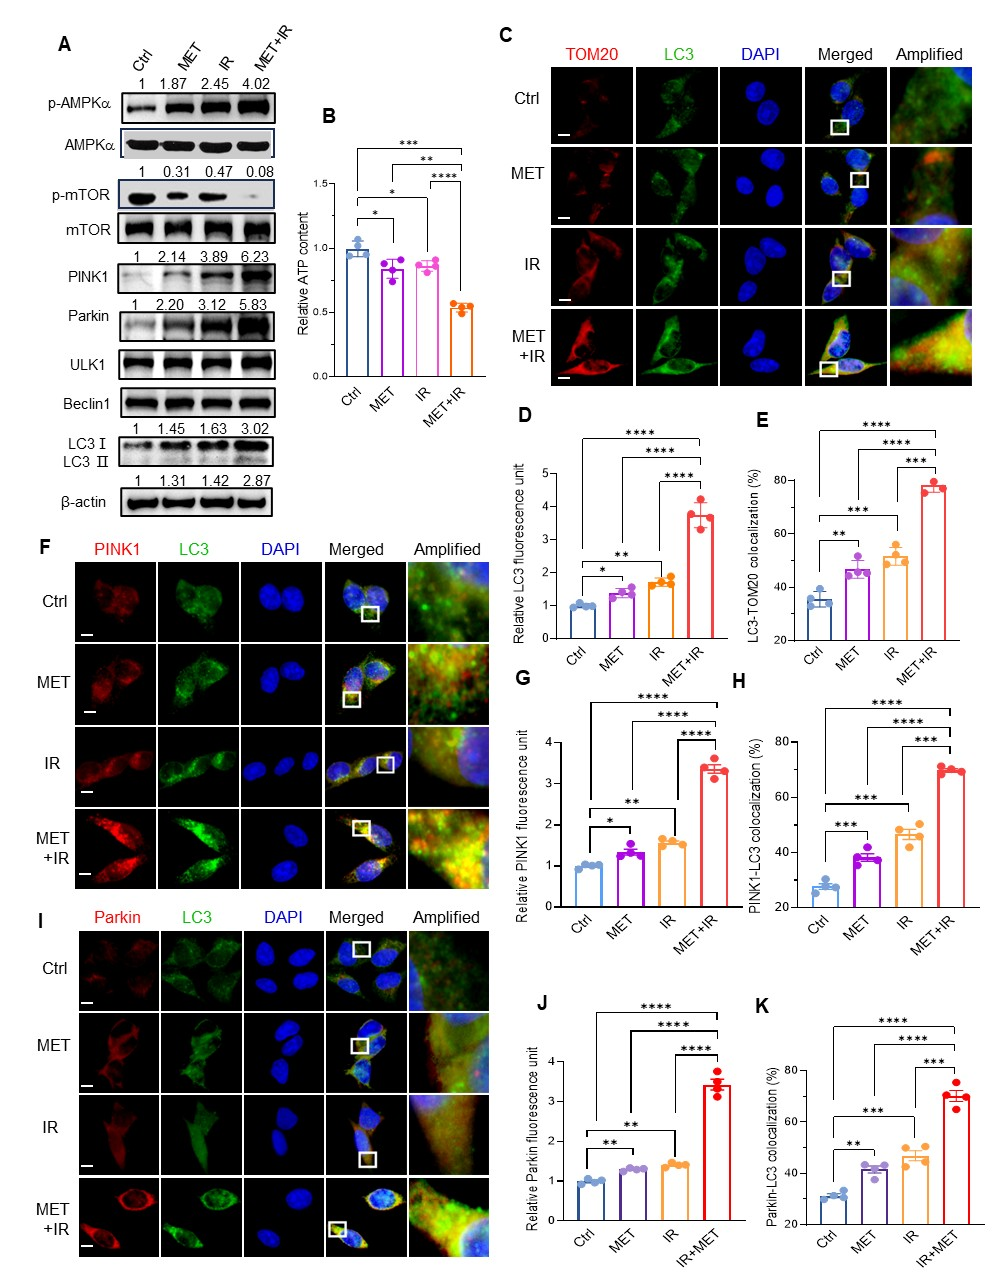 A
Ctrl
MET
IR
MET+IR
1 1.87 2.45 4.02
p-AMPKα
AMPKα
1 0.31 0.47 0.08
p-mTOR
mTOR
1 2.14 3.89 6.23
PINK1
1 2.20 3.12 5.83
Parkin
ULK1
Beclin1
1 1.45 1.63 3.02
LC3 Ⅰ
LC3 Ⅱ
1 1.31 1.42 2.87
β-actin
B
***
**
****
*
*
Relative ATP content
1.5
1.0
0.5
0.0
Ctrl
MET
IR
MET+IR
C
TOM20 LC3 DAPI Merged Amplified
Ctrl
MET
IR
MET
+IR
D
****
****
****
**
*
Relative LC3 fluorescence unit
5
4
3
2
1
0
Ctrl
MET
IR
MET+IR
E
****
****
***
***
**
LC3-TOM20 colocalization (%)
80
60
40
20
Ctrl
MET
IR
MET+IR
F
PINK1 LC3 DAPI Merged Amplified
Ctrl
MET
IR
MET
+IR
G
****
****
****
**
*
Relative PINK1 fluorescence unit
4
3
2
1
0
Ctrl
MET
IR
MET+IR
H
****
****
***
***
***
PINK1-LC3 colocalization (%)
80
60
40
20
Ctrl
MET
IR
MET+IR
I
Parkin LC3 DAPI Merged Amplified
Ctrl
MET
IR
MET
+IR
J
****
****
****
**
**
Relative Parkin fluorescence unit
4
3
2
1
0
Ctrl
MET
IR
IR+MET
K
****
****
***
***
**
Parkin-LC3 colocalization (%)
80
60
40
20
Ctrl
MET
IR
IR+MET